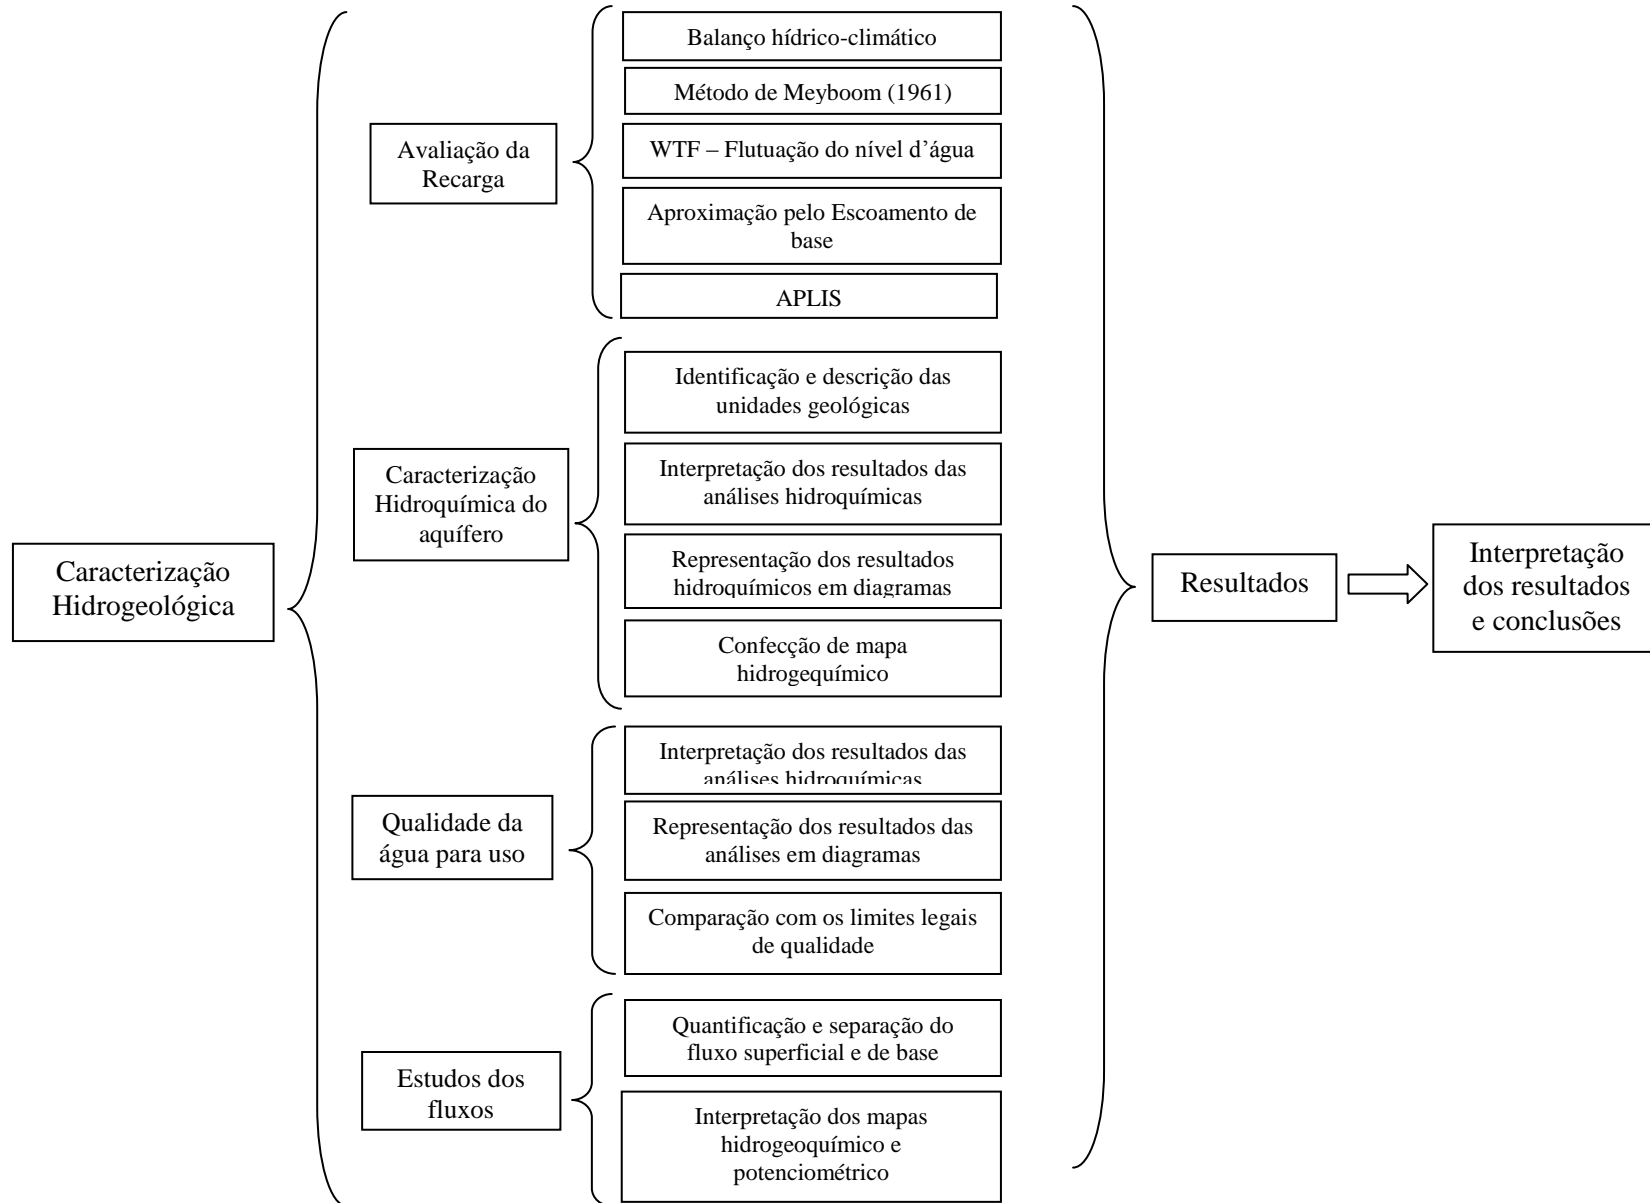 Caracterização
Hidrogeológica
Avaliação da
Recarga
Balanço hídrico-climático
Método de Meyboom (1961)
WTF – Flutuação do nível d’água
Aproximação pelo Escoamento de
base
APLIS
Caracterização
Hidroquímica do
aquífero
Identificação e descrição das
unidades geológicas
Interpretação dos resultados das
análises hidroquímicas
Representação dos resultados
hidroquímicos em diagramas
Confecção de mapa
hidrogequímico
Qualidade da
água para uso
Interpretação dos resultados das
análises hidroquímicas
Representação dos resultados das
análises em diagramas
Comparação com os limites legais
de qualidade
Estudos dos
fluxos
Quantificação e separação do
fluxo superficial e de base
Interpretação dos mapas
hidrogeoquímico e
potenciométrico
Resultados
Interpretação
dos resultados
e conclusões